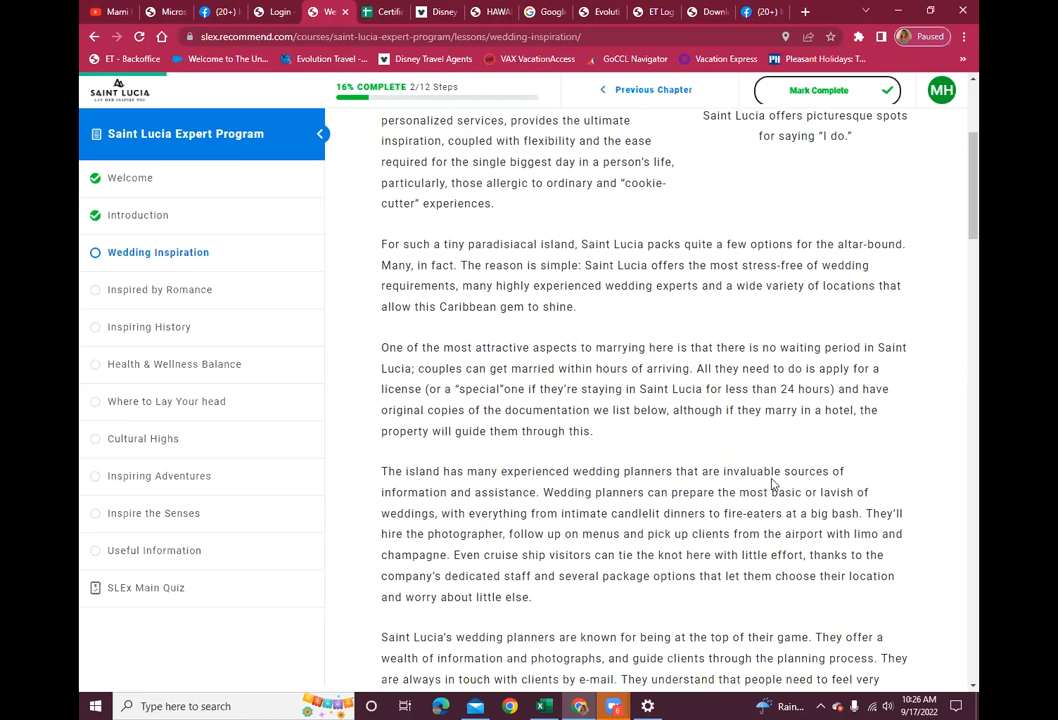 Marni
Micros
(20+)
Login -
We
Certific
Disney
HAWAI
Google
Evoluti
ET Log
Downl
(20+)
slex.recommend.com/courses/saint-lucia-expert-program/lessons/wedding-inspiration/
Paused
ET - Backoffice
Welcome to The Un...
Evolution Travel -...
Disney Travel Agents
VAX VacationAccess
GoCCL Navigator
Vacation Express
Pleasant Holidays: T...
SAINT LUCIA
LET HER INSPIRE YOU
16% COMPLETE 2/12 Steps
Previous Chapter
Mark Complete
MH
Saint Lucia Expert Program
Welcome
Introduction
Wedding Inspiration
Inspired by Romance
Inspiring History
Health & Wellness Balance
Where to Lay Your head
Cultural Highs
Inspiring Adventures
Inspire the Senses
Useful Information
SLEx Main Quiz
personalized services, provides the ultimate
inspiration, coupled with flexibility and the ease
required for the single biggest day in a person's life,
particularly, those allergic to ordinary and “cookie-
cutter” experiences.
Saint Lucia offers picturesque spots
for saying “I do.”
For such a tiny paradisiacal island, Saint Lucia packs quite a few options for the altar-bound.
Many, in fact. The reason is simple: Saint Lucia offers the most stress-free of wedding
requirements, many highly experienced wedding experts and a wide variety of locations that
allow this Caribbean gem to shine.
One of the most attractive aspects to marrying here is that there is no waiting period in Saint
Lucia; couples can get married within hours of arriving. All they need to do is apply for a
license (or a “special”one if they're staying in Saint Lucia for less than 24 hours) and have
original copies of the documentation we list below, although if they marry in a hotel, the
property will guide them through this.
The island has many experienced wedding planners that are invaluable sources of
information and assistance. Wedding planners can prepare the most basic or lavish of
weddings, with everything from intimate candlelit dinners to fire-eaters at a big bash. They'll
hire the photographer, follow up on menus and pick up clients from the airport with limo and
champagne. Even cruise ship visitors can tie the knot here with little effort, thanks to the
company's dedicated staff and several package options that let them choose their location
and worry about little else.
Saint Lucia's wedding planners are known for being at the top of their game. They offer a
wealth of information and photographs, and guide clients through the planning process. They
are always in touch with clients by e-mail. They understand that people need to feel very
Type here to search
Rain...
10:26 AM
9/17/2022